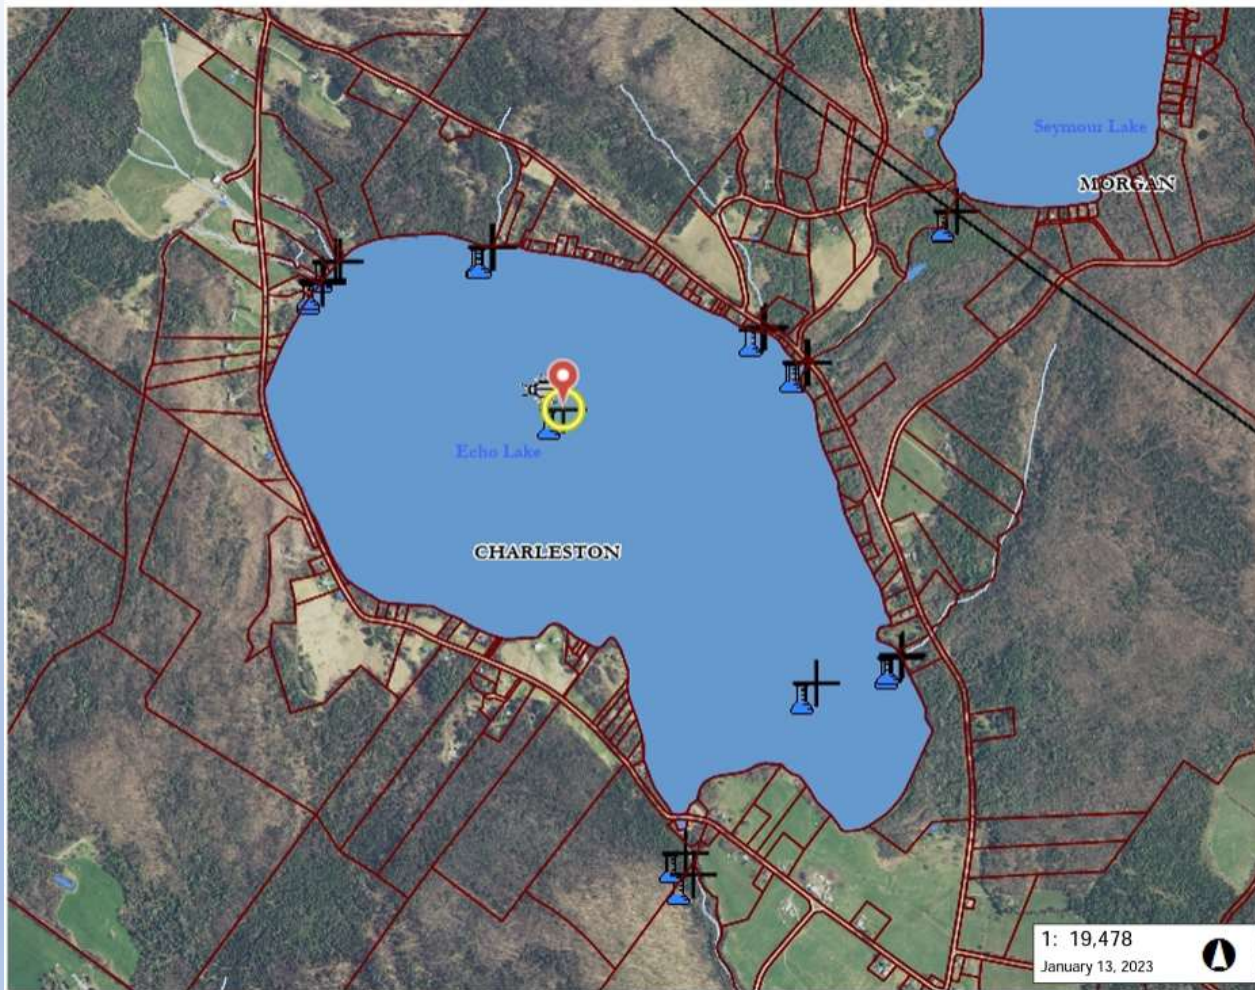 Seymour Lake
MORGAN
Echo Lake
CHARLESTON
1: 19,478
January 13, 2023